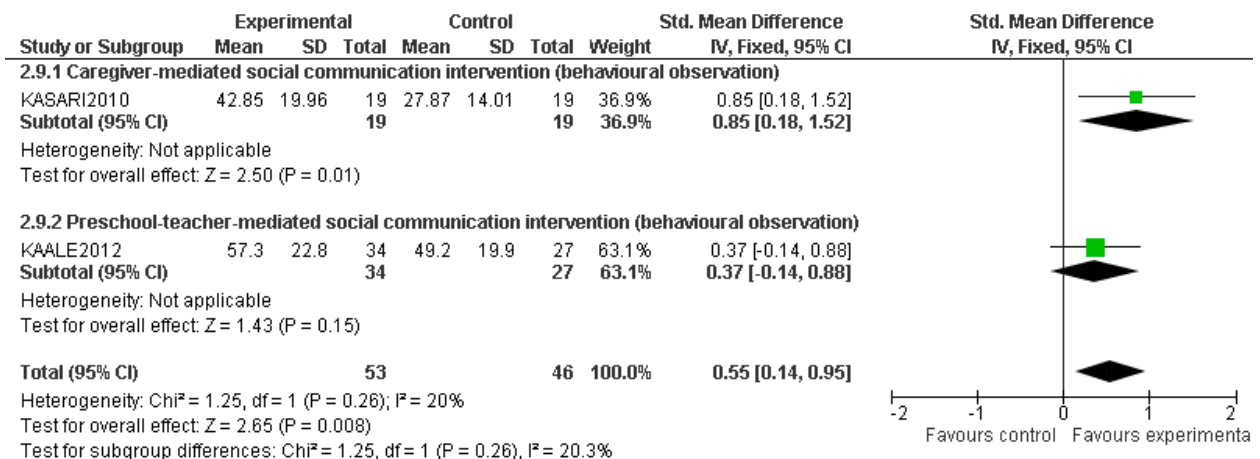 Experimental Control Std. Mean Difference Std. Mean Difference
Study or Subgroup Mean SD Total Mean SD Total Weight IV, Fixed, 95% CI IV, Fixed, 95% CI
2.9.1 Caregiver-mediated social communication intervention (behavioural observation)
KASARI2010 42.85 19.96 19 27.87 14.01 19 36.9% 0.85 [0.18, 1.52]
Subtotal (95% CI) 19 19 36.9% 0.85 [0.18, 1.52]
Heterogeneity: Not applicable
Test for overall effect: Z = 2.50 (P = 0.01)
2.9.2 Preschool-teacher-mediated social communication intervention (behavioural observation)
KAALE2012 57.3 22.8 34 49.2 19.9 27 63.1% 0.37 [-0.14, 0.88]
Subtotal (95% CI) 34 27 63.1% 0.37 [-0.14, 0.88]
Heterogeneity: Not applicable
Test for overall effect: Z = 1.43 (P = 0.15)
Total (95% CI) 53 46 100.0% 0.55 [0.14, 0.95]
Heterogeneity: Chi² = 1.25, df = 1 (P = 0.26); I² = 20%
Test for overall effect: Z = 2.65 (P = 0.008)
Test for subgroup differences: Chi² = 1.25, df = 1 (P = 0.26), I² = 20.3%
-2 -1 0 1 2
Favours control Favours experimenta